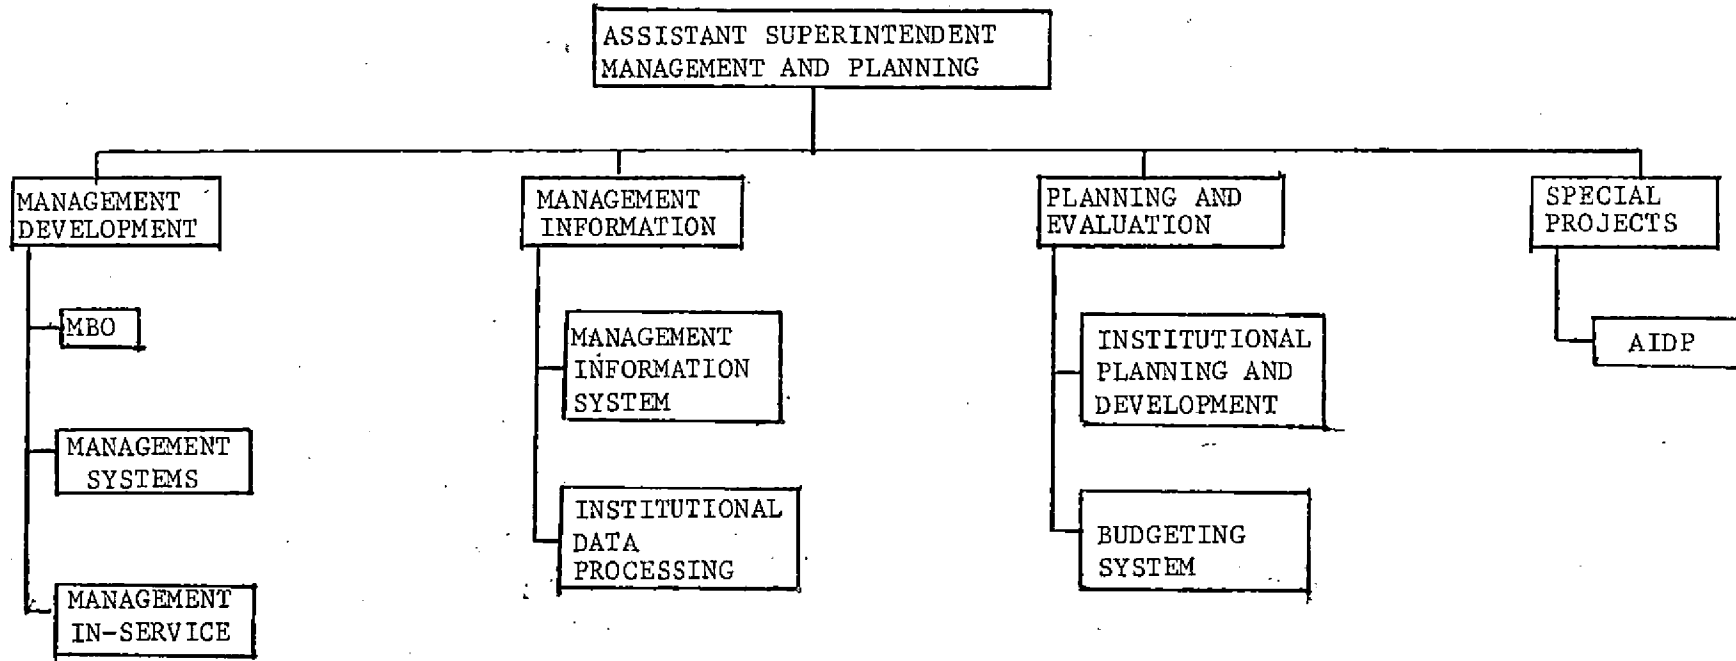 ASSISTANT SUPERINTENDENT
MANAGEMENT AND PLANNING
MANAGEMENT
DEVELOPMENT
MBO
MANAGEMENT
SYSTEMS
MANAGEMENT
IN-SERVICE
MANAGEMENT
INFORMATION
MANAGEMENT
INFORMATION
SYSTEM
INSTITUTIONAL
DATA
PROCESSING
PLANNING AND
EVALUATION
INSTITUTIONAL
PLANNING AND
DEVELOPMENT
BUDGETING
SYSTEM
SPECIAL
PROJECTS
AIDP